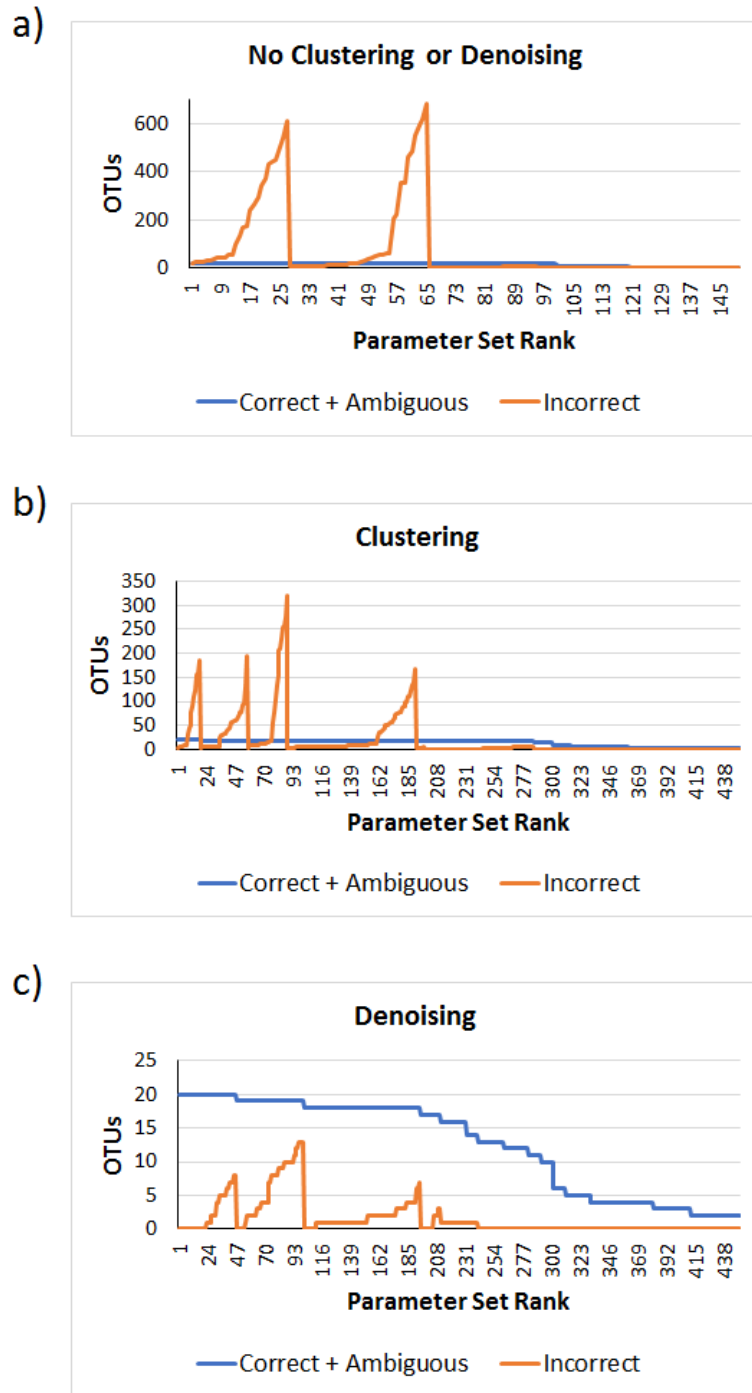 a)
No Clustering or Denoising
600
400
200
0
OTUs
1 9 17 25 33 41 49 57 65 73 81 89 97 105 113 121 129 137 145
Parameter Set Rank
Correct + Ambiguous Incorrect
b)
Clustering
350
300
250
200
150
100
50
0
OTUs
1 24 47 70 93 116 139 162 185 208 231 254 277 300 323 346 369 392 415 438
Parameter Set Rank
Correct + Ambiguous Incorrect
c)
Denoising
25
20
15
10
5
0
OTUs
1 24 47 70 93 116 139 162 185 208 231 254 277 300 323 346 369 392 415 438
Parameter Set Rank
Correct + Ambiguous Incorrect